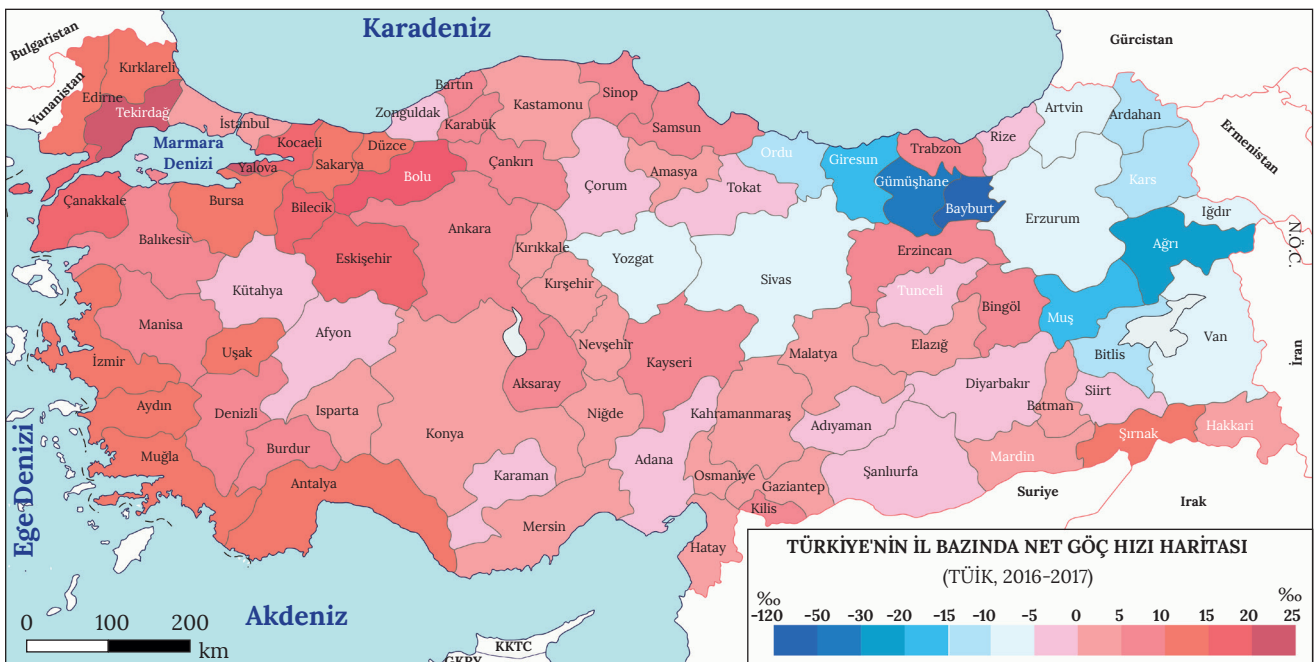 Karadeniz
Bulgaristan
Gürcistan
Kırklareli
Yunanistan
Edirne
Tekirdağ
Bartın
Kastamonu
Sinop
Artvin
Ardahan
Zonguldak
Karabük
Samsun
Rize
Ermenistan
İstanbul
Marmara
Denizi
Kocaeli
Düzce
Sakarya
Yalova
Bolu
Çankırı
Amasya
Ordu
Giresun
Trabzon
Gümüşhane
Kars
Çorum
Tokat
Bayburt
Çanakkale
Bursa
Bilecik
Erzurum
Iğdır
N.Ö.C.
Balıkesir
Ankara
Kırıkkale
Erzincan
Ağrı
Eskişehir
Yozgat
Sivas
Kütahya
Kırşehir
Tunceli
Bingöl
Muş
Manisa
Afyon
Van
İran
Uşak
Nevşehir
Kayseri
Malatya
Elazığ
Bitlis
İzmir
Aksaray
Diyarbakır
Siirt
Aydın
Denizli
Isparta
Niğde
Kahramanmaraş
Batman
Adıyaman
Konya
Şırnak
Hakkari
Muğla
Burdur
Karaman
Adana
Mardin
Şanlıurfa
Antalya
Osmaniye
Gaziantep
Suriye
Irak
Mersin
Kilis
Hatay
Ege Denizi
Akdeniz
KKTC
GKRY
0 100 200
km
TÜRKİYE'NİN İL BAZINDA NET GÖÇ HIZI HARİTASI
(TÜİK, 2016-2017)
‰ ‰
-120 -50 -30 -20 -15 -10 -5 0 5 10 15 20 25